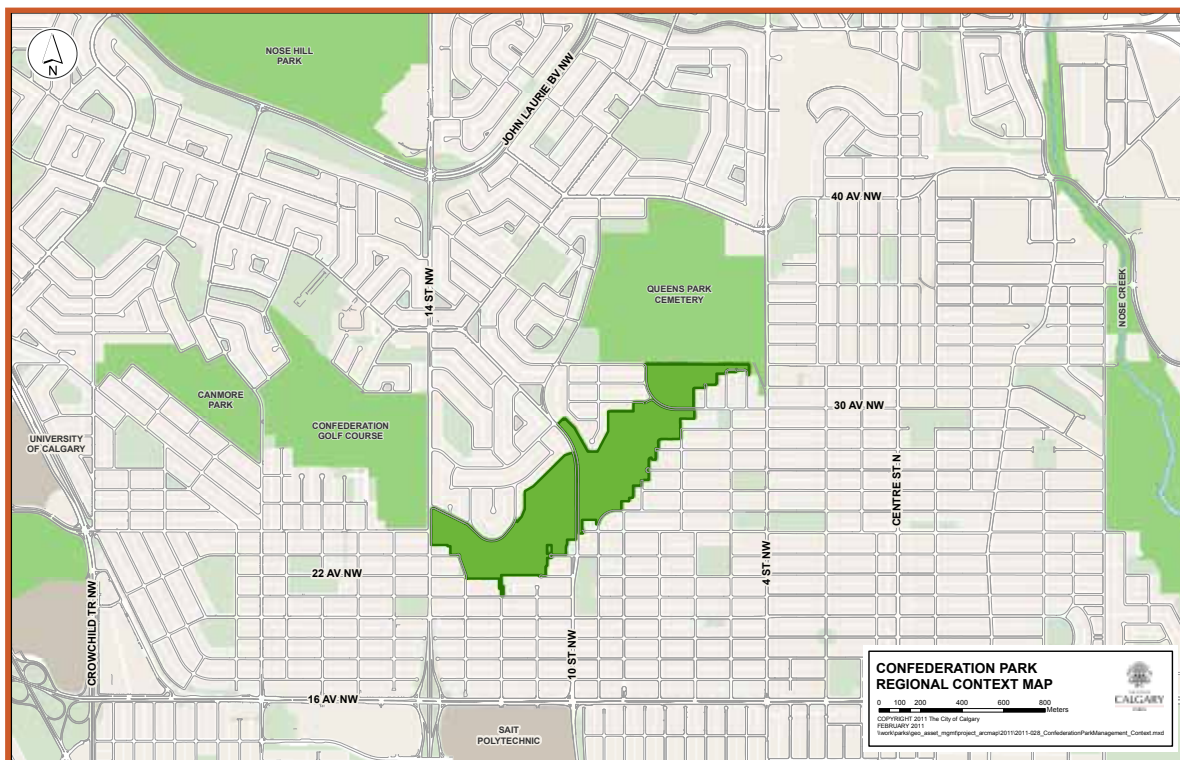 N
NOSE HILL
PARK
JOHN LAURIE BV NW
40 AV NW
14 ST NW
QUEENS PARK
CEMETERY
NOSE CREEK
CANMORE
PARK
CONFEDERATION
GOLF COURSE
30 AV NW
UNIVERSITY
OF CALGARY
CENTRE ST N
4 ST NW
22 AV NW
CROWCHILD TR NW
10 ST NW
16 AV NW
SAIT
POLYTECHNIC
CONFEDERATION PARK
REGIONAL CONTEXT MAP
0 100 200 400 600 800
Meters
COPYRIGHT 2011 The City of Calgary
FEBRUARY 2011
CALGARY